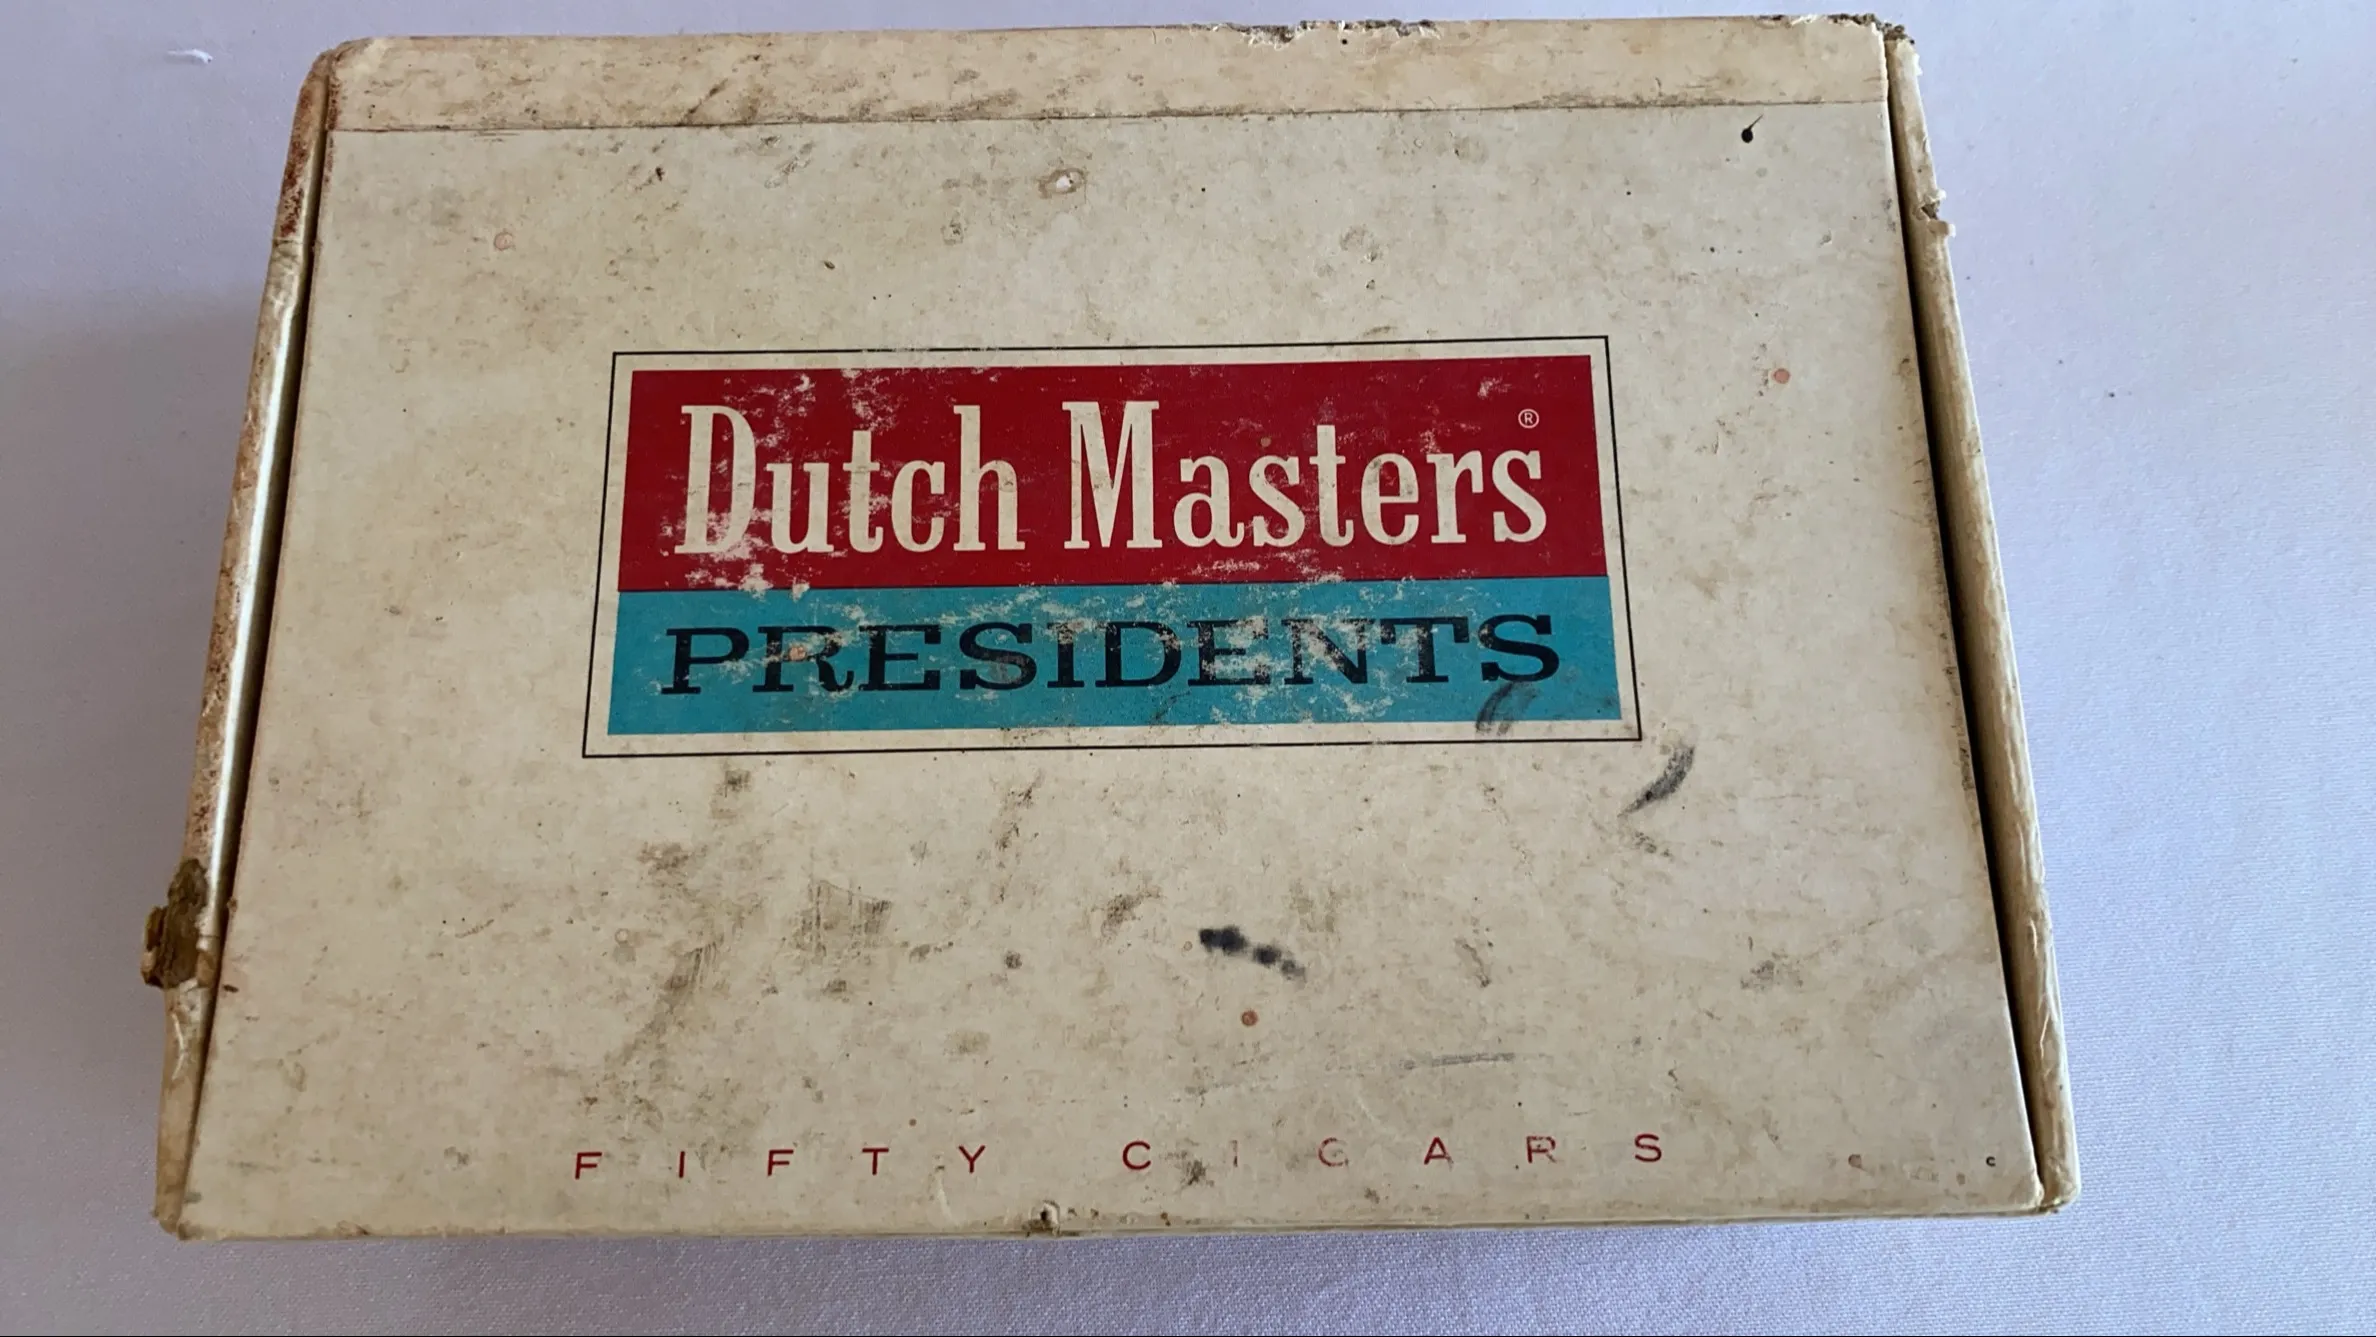 Dutch Masters ®
PRESIDENTS
FIFTY CIGARS